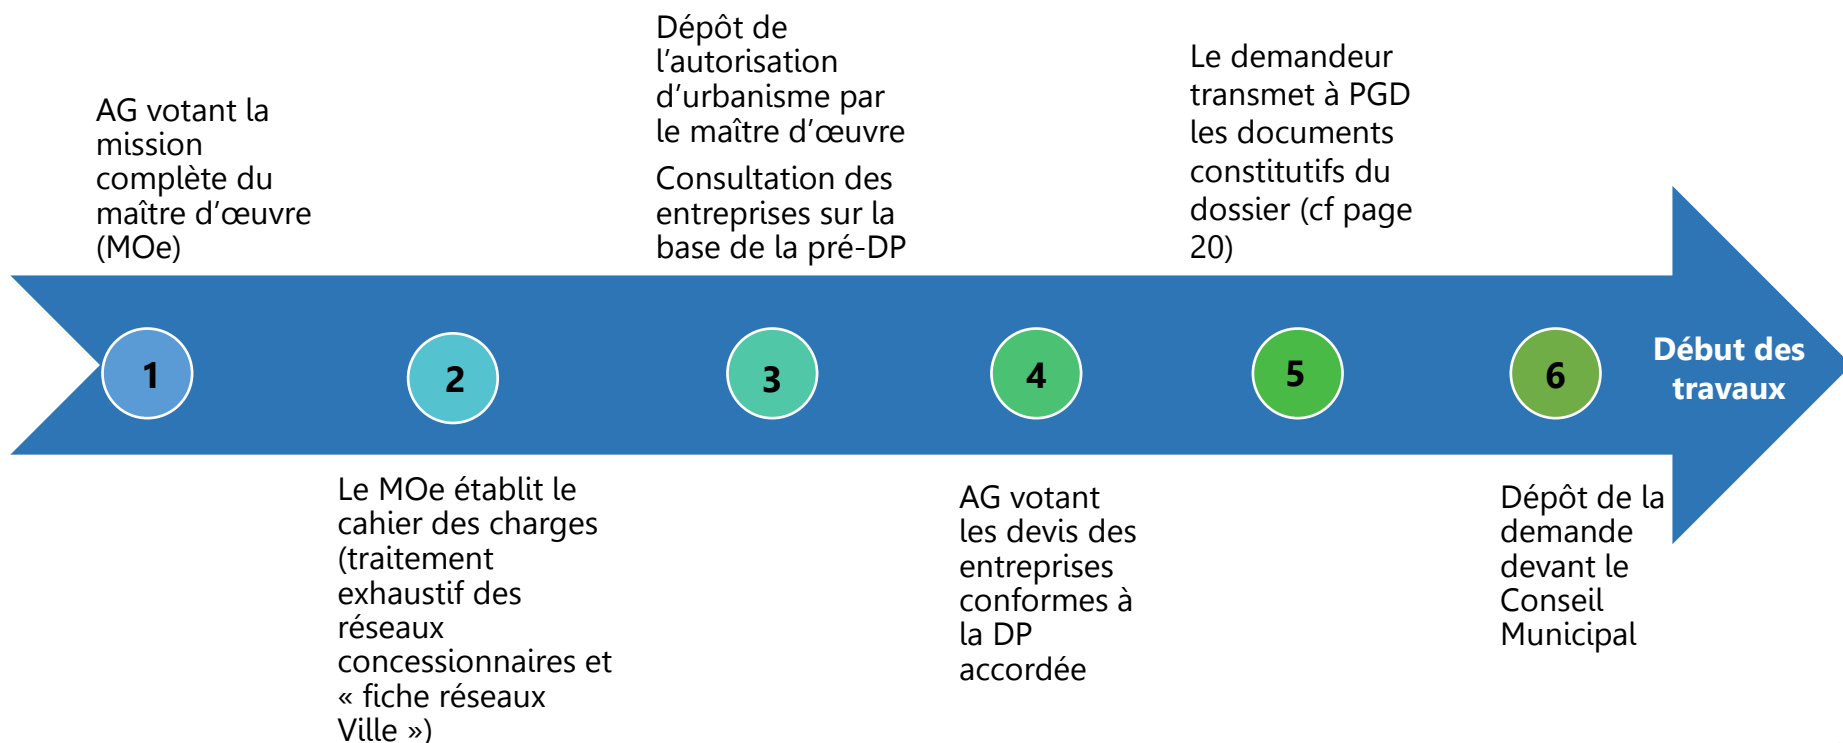 AG votant la
mission
complète du
maître d’œuvre
(MOe)
Dépôt de
l’autorisation
d’urbanisme par
le maître d’œuvre
Consultation des
entreprises sur la
base de la pré-DP
Le demandeur
transmet à PGD
les documents
constitutifs du
dossier (cf page
20)
1
2
3
4
5
6
Début des
travaux
Le MOe établit le
cahier des charges
(traitement
exhaustif des
réseaux
concessionnaires et
« fiche réseaux
Ville »)
AG votant
les devis des
entreprises
conformes à
la DP
accordée
Dépôt de la
demande
devant le
Conseil
Municipal